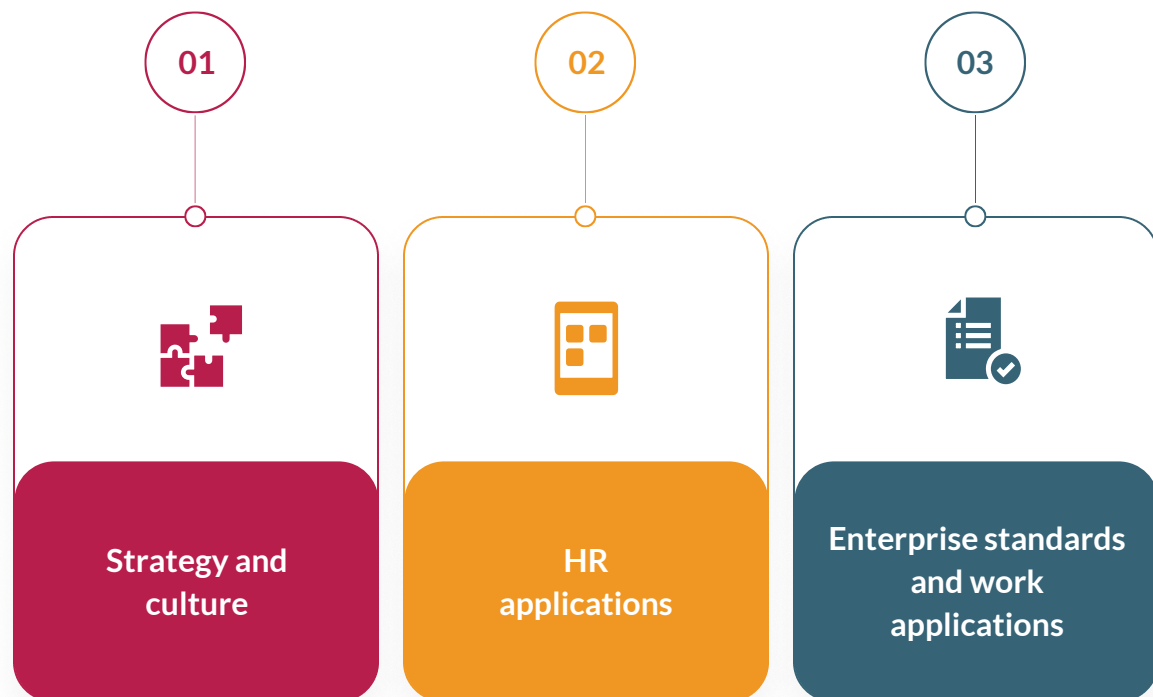 01
02
03
Strategy and
culture
HR
applications
Enterprise standards
and work
applications